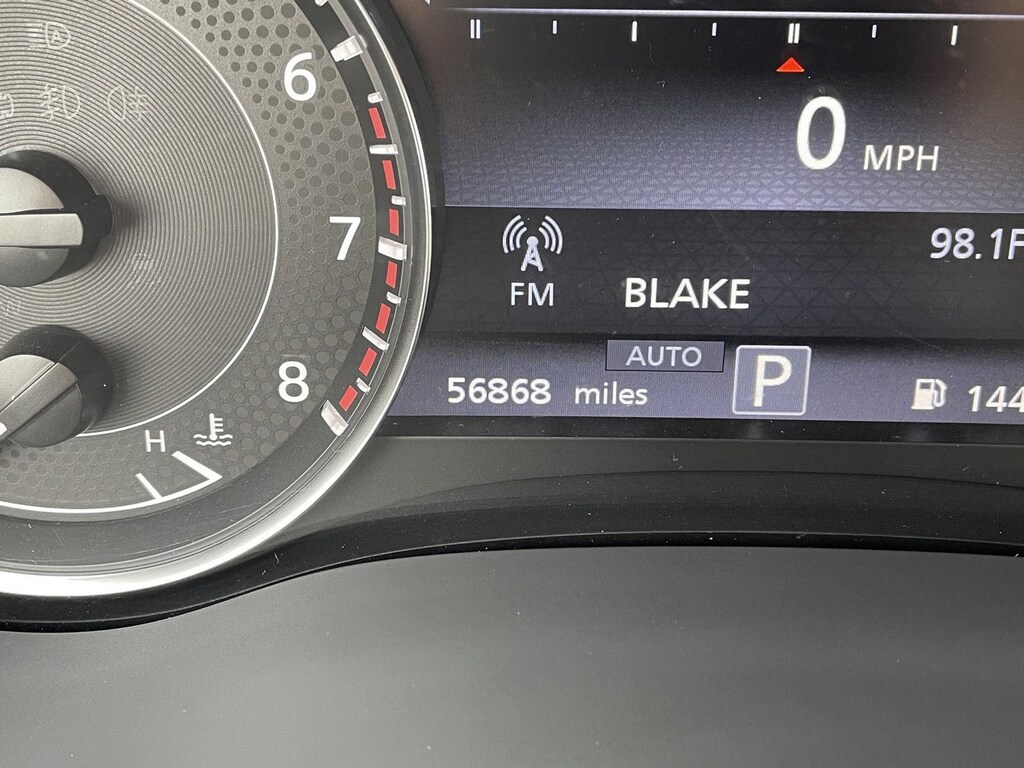 6
7
8
H
0 MPH
98.1F
FM
BLAKE
AUTO
56868 miles
P
144